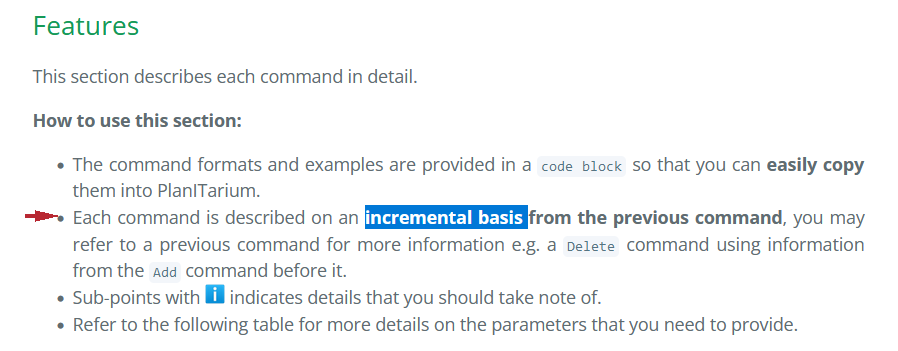 Features
This section describes each command in detail.
How to use this section:
• The command formats and examples are provided in a code block so that you can easily copy
them into PlanITarium.
• Each command is described on an incremental basis from the previous command, you may
refer to a previous command for more information e.g. a Delete command using information
from the Add command before it.
• Sub-points with ℹ️ indicates details that you should take note of.
• Refer to the following table for more details on the parameters that you need to provide.